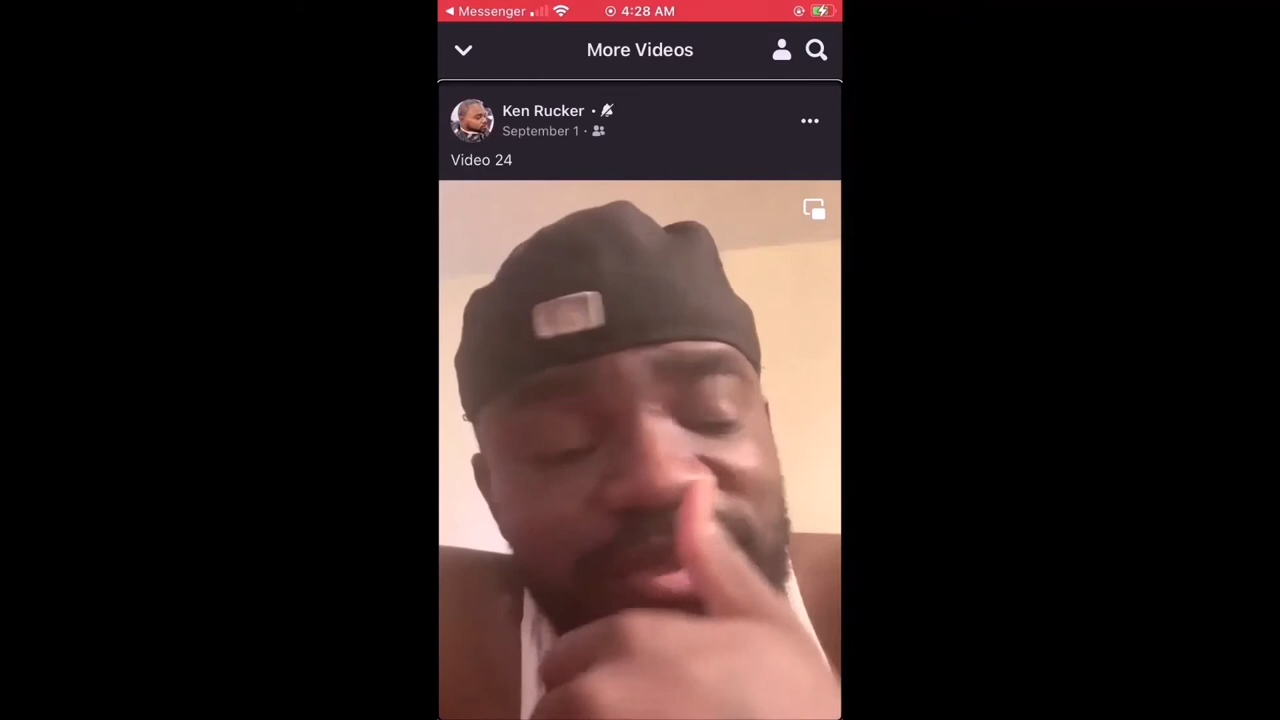 Messenger 4:28 AM
More Videos
Ken Rucker ·
September 1 ·
Video 24